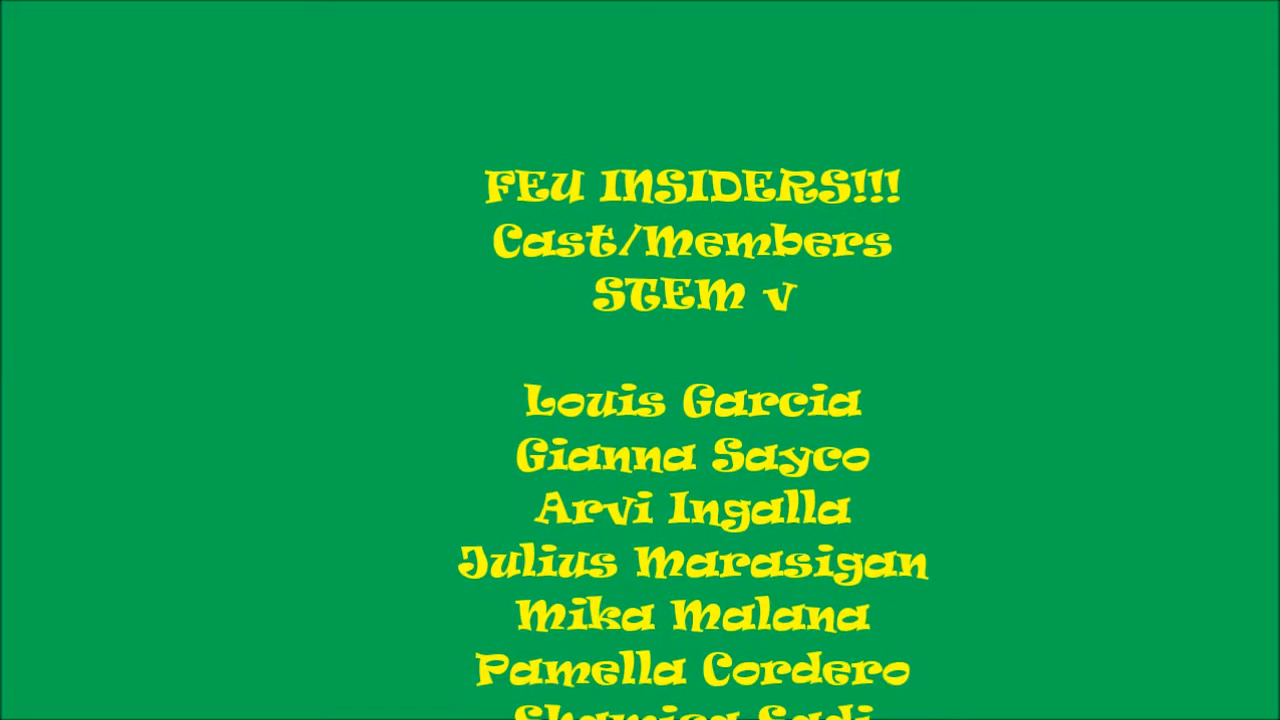 FEU INSIDERS!!!
Cast/Members
STEM v
Louis Garcia
Gianna Sayco
Arvi Ingalla
Julius Marasigan
Mika Malana
Pamella Cordero